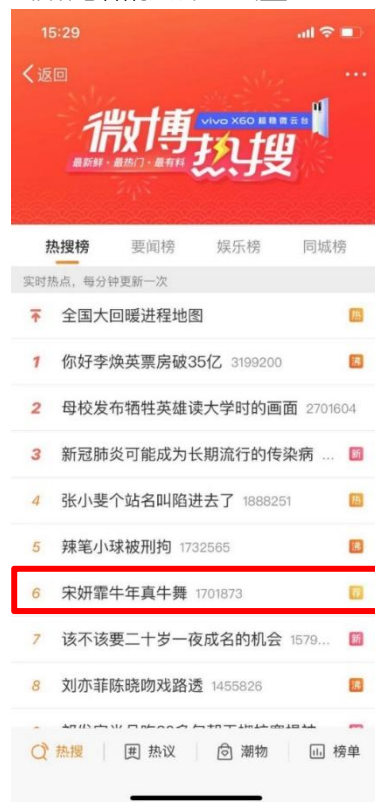 15:29
返回
微博热搜
vivo X60 超稳微云台
最新鲜·最热门·最有料
热搜榜 要闻榜 娱乐榜 同城榜
实时热点，每分钟更新一次
全国大回暖进程地图 热
1 你好李焕英票房破35亿 3199200 沸
2 母校发布牺牲英雄读大学时的画面 2701604
3 新冠肺炎可能成为长期流行的传染病 ... 新
4 张小斐个站名叫陷进去了 1888251 热
5 辣笔小球被刑拘 1732565 沸
6 宋妍霏牛年真牛舞 1701873 荐
7 该不该要二十岁一夜成名的机会 1579... 新
8 刘亦菲陈晓吻戏路透 1455826 沸
热搜 热议 潮物 榜单